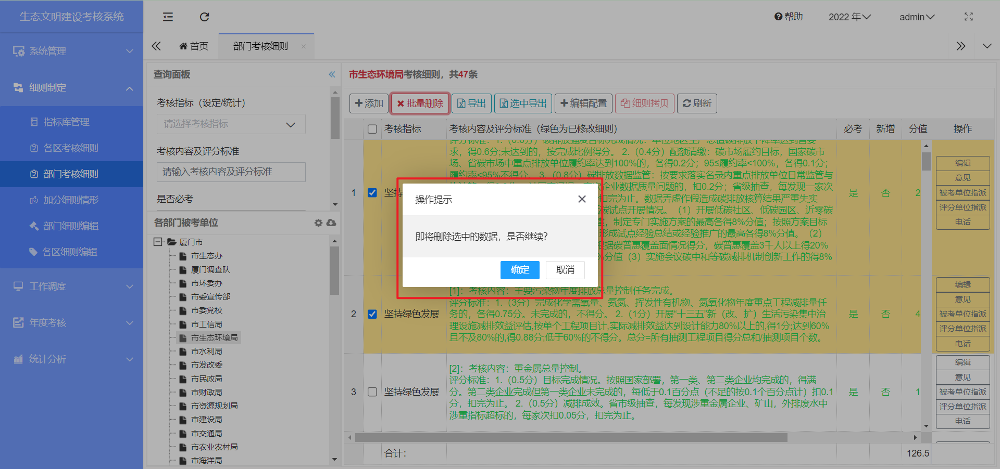 生态文明建设考核系统
帮助
2022 年
admin
系统管理
细则制定
指标库管理
各区考核细则
部门考核细则
加分细则情形
部门细则编辑
各区细则编辑
工作调度
年度考核
统计分析
首页
部门考核细则
查询面板
考核指标（设定/统计）
请选择考核指标
考核内容及评分标准
请输入考核内容及评分标准
是否必考
各部门被考单位
厦门市
市生态办
厦门调查队
市环委办
市委宣传部
市委党校
市工信局
市生态环境局
市水利局
市发改委
市民政局
市财政局
市资源规划局
市建设局
市交通局
市农业农村局
市海洋局
市生态环境局考核细则，共47条
添加
批量删除
导出
选中导出
编辑配置
细则拷贝
刷新
考核指标
考核内容及评分标准（绿色为已修改细则）
必考
新增
分值
操作
1
坚持
求，得0.6分;未达到的，按完成比例得分。 2.（0.4分）配额清缴：碳市场履约目标，国家碳市
场、省碳市场中重点排放单位履约率达到100%的，各得0.2分；95≤履约率<100%，各得0.1分；
履约率<95%不得分。 3.（0.8分）碳排放数据监管：按要求落实名录内重点排放单位日常监管与
企业数据质量问题的，扣0.2分；省级抽查，每发现一家次
扣完为止。数据弄虚作假造成碳排放核算结果严重失实
碳试点开展情况。（1）开展低碳社区、低碳园区、近零碳
，制定专门实施方案的最高各得8%分值；按照方案目标
形成试点经验总结或经验推广的最高各得8%分值。（2）
根据碳普惠覆盖面情况得分，碳普惠覆盖3千人以上得20%
%分值（3）实施会议碳中和等碳减排机制创新工作的得8%
是
否
2
编辑
意见
被考单位指派
评分单位指派
电话
操作提示
即将删除选中的数据，是否继续?
确定
取消
2
坚持绿色发展
[1]：考核内容：主要污染物年度排放总量控制任务完成。
评分标准：1.（3分）完成化学需氧量、氨氮、挥发性有机物、氮氧化物年度重点工程减排量任
务的，各得0.75分。未完成的，不得分。 2.（1分）开展“十三五”新（改、扩）生活污染集中治
理设施减排效益评估,按单个工程项目计,实际减排效益达到设计能力80%以上的,得1分;达到60%
且不及80%的,得0.88分;低于60%的不得分。总分=所有抽测工程项目得分总和/抽测项目个数。
是
否
4
编辑
意见
被考单位指派
评分单位指派
电话
3
坚持绿色发展
[2]：考核内容：重金属总量控制。
评分标准：1.（0.5分）目标完成情况。按照国家部署，第一类、第二类企业均完成的，得满
分。第二类企业完成但第一类企业未完成的，每低于0.1百分点（不足的按0.1个百分点计）扣0.1
分，扣完为止。 2.（0.5分）减排成效。省市级抽查，每发现涉重金属企业、矿山，外排废水中
涉重指标超标的，每家次扣0.05分，扣完为止。
是
否
1
编辑
意见
被考单位指派
评分单位指派
电话
合计：
126.5